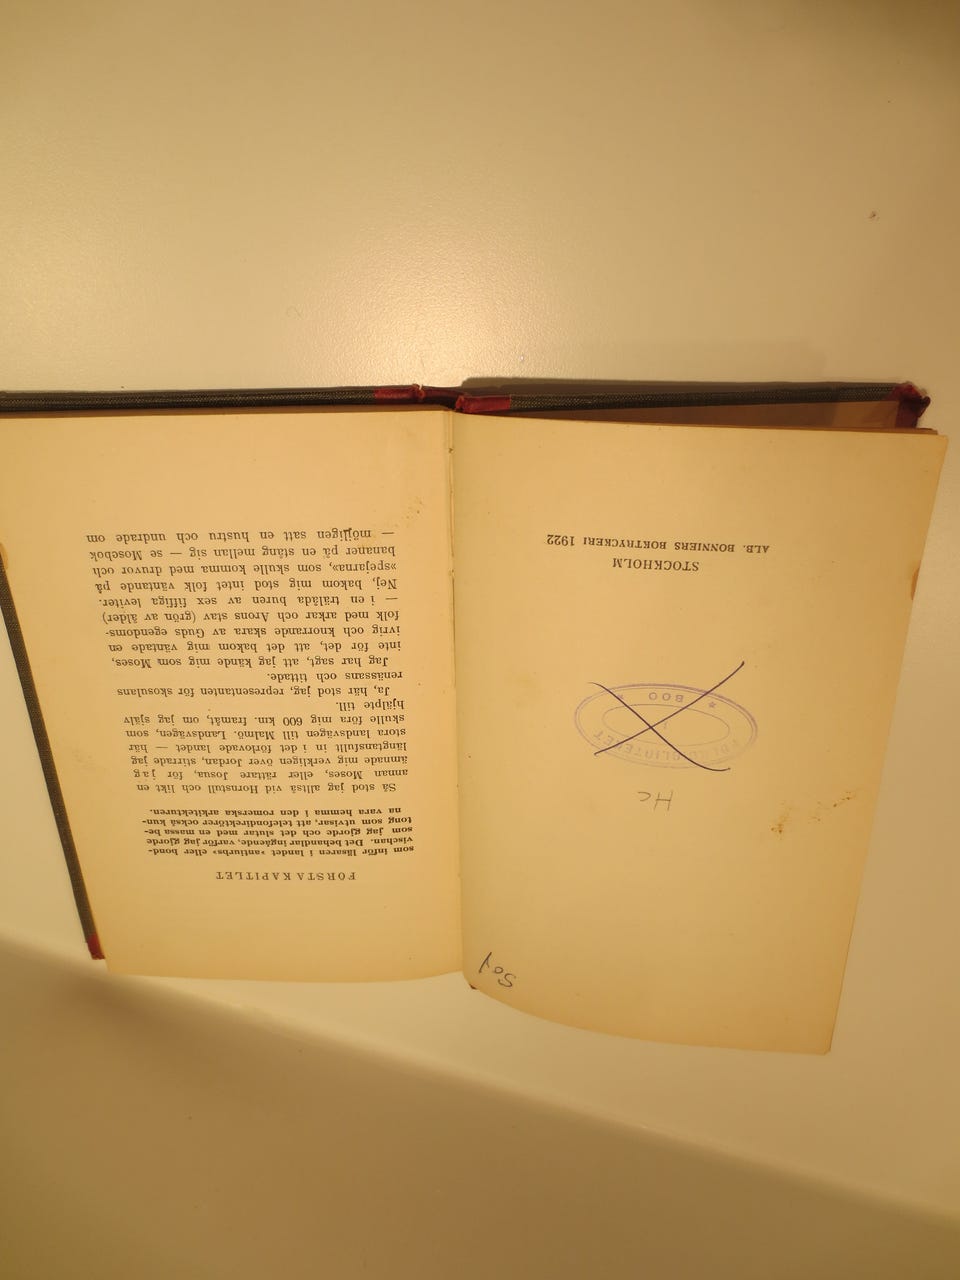 Hc
FOLKBIBLIOTEKET
★ BOO ★
STOCKHOLM
ALB. BONNIERS BOKTRYCKERI 1922
FÖRSTA KAPITLET
som inför läsaren i landet »antiurbs» eller bond-
vischan. Det behandlar ingående, varför jag gjorde
som jag gjorde och det slutar med en massa be-
tong som utvisar, att telefondirektörer också kun-
na vara hemma i den romerska arkitekturen.
Så stod jag alltså vid Hornstull och likt en
annan Moses, eller rättare Josua, för jag
ämnade mig verkligen över Jordan, stirrade jag
långtansfullt in i det förlovade landet — här
stora landsvägen till Malmö. Landsvägen, som
skulle föra mig 600 km. framåt, om jag själv
hjälpte till.
Ja, här stod jag, representanten för skosulans
renässans och tittade.
Jag har sagt, att jag kände mig som Moses,
inte för det, att det bakom mig väntade en
ivrig och knorrande skara av Guds egendoms-
folk med arkar och Arons stav (grön av ålder)
— i en trälåda buren av sex fiffiga leviter.
Nej, bakom mig stod intet folk väntande på
»spejarna», som skulle komma med druvor och
bananer på en stång mellan sig — se Mosebok
— möjligen satt en hustru och undrade om